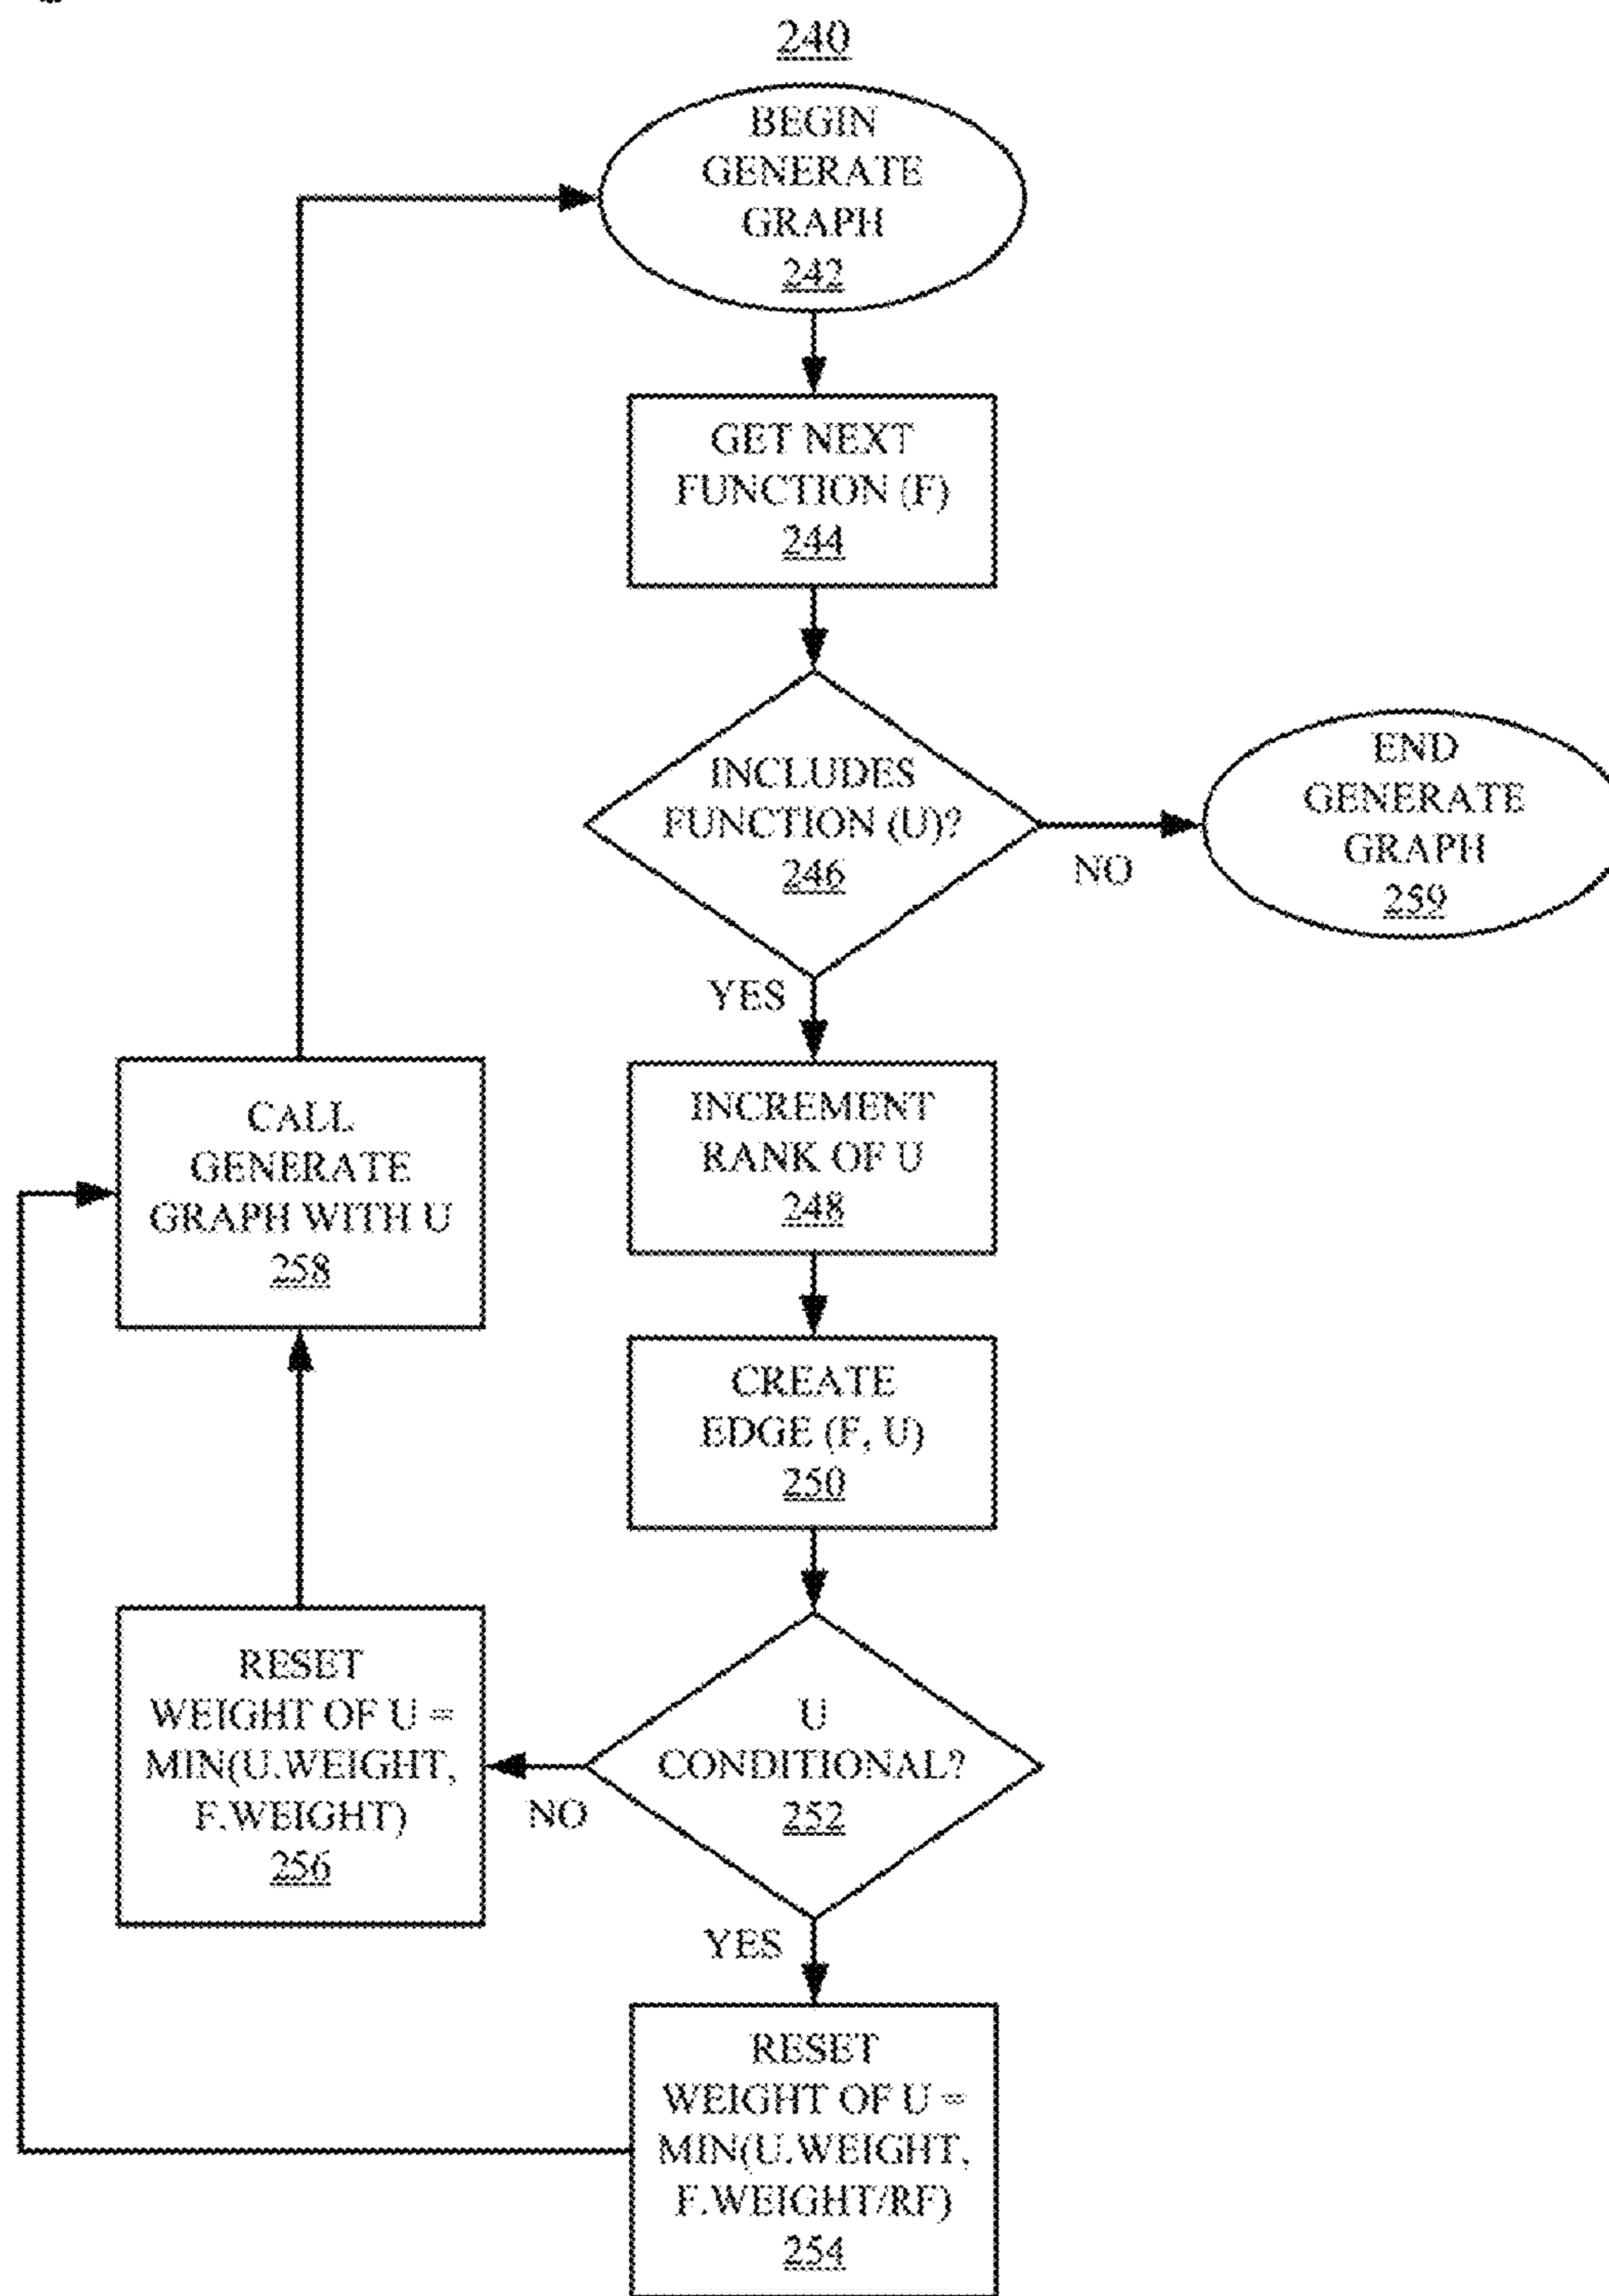 240
BEGIN
GENERATE
GRAPH
242
GET NEXT
FUNCTION (F)
244
INCLUDES
FUNCTION (U)?
246
NO
END
GENERATE
GRAPH
259
YES
INCREMENT
RANK OF U
248
CREATE
EDGE (F, U)
250
U
CONDITIONAL?
252
NO
RESET
WEIGHT OF U =
MIN(U.WEIGHT,
F.WEIGHT)
256
CALL
GENERATE
GRAPH WITH U
258
YES
RESET
WEIGHT OF U =
MIN(U.WEIGHT,
F.WEIGHT/RF)
254